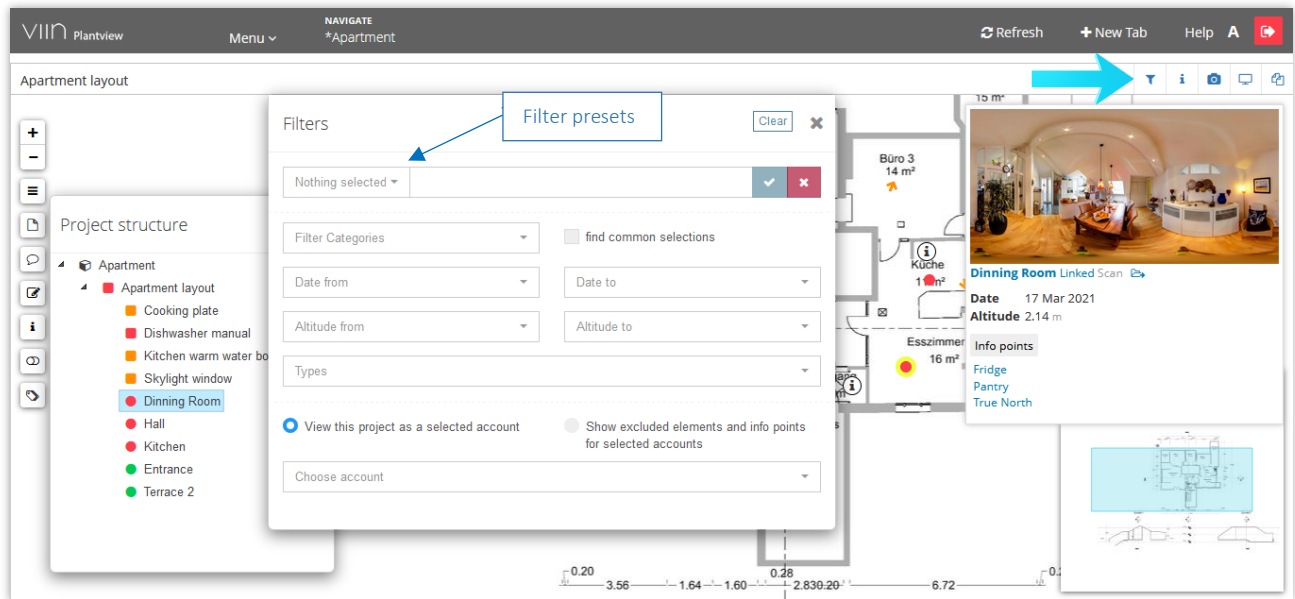 VIIN Plantview
Menu
NAVIGATE
*Apartment
Refresh
New Tab
Help
A
Apartment layout
Filters
Filter presets
Clear
Nothing selected
Filter Categories
find common selections
Date from
Date to
Altitude from
Altitude to
Types
View this project as a selected account
Show excluded elements and info points
for selected accounts
Choose account
Project structure
Apartment
Apartment layout
Cooking plate
Dishwasher manual
Kitchen warm water bo
Skylight window
Dinning Room
Hall
Kitchen
Entrance
Terrace 2
15 m²
Büro 3
14 m²
Küche
Esszimmer
16 m²
Dinning Room Linked Scan
Date 17 Mar 2021
Altitude 2.14 m
Info points
Fridge
Pantry
True North
0.20
0.28
3.56
1.64
1.60
2.830.20
6.72